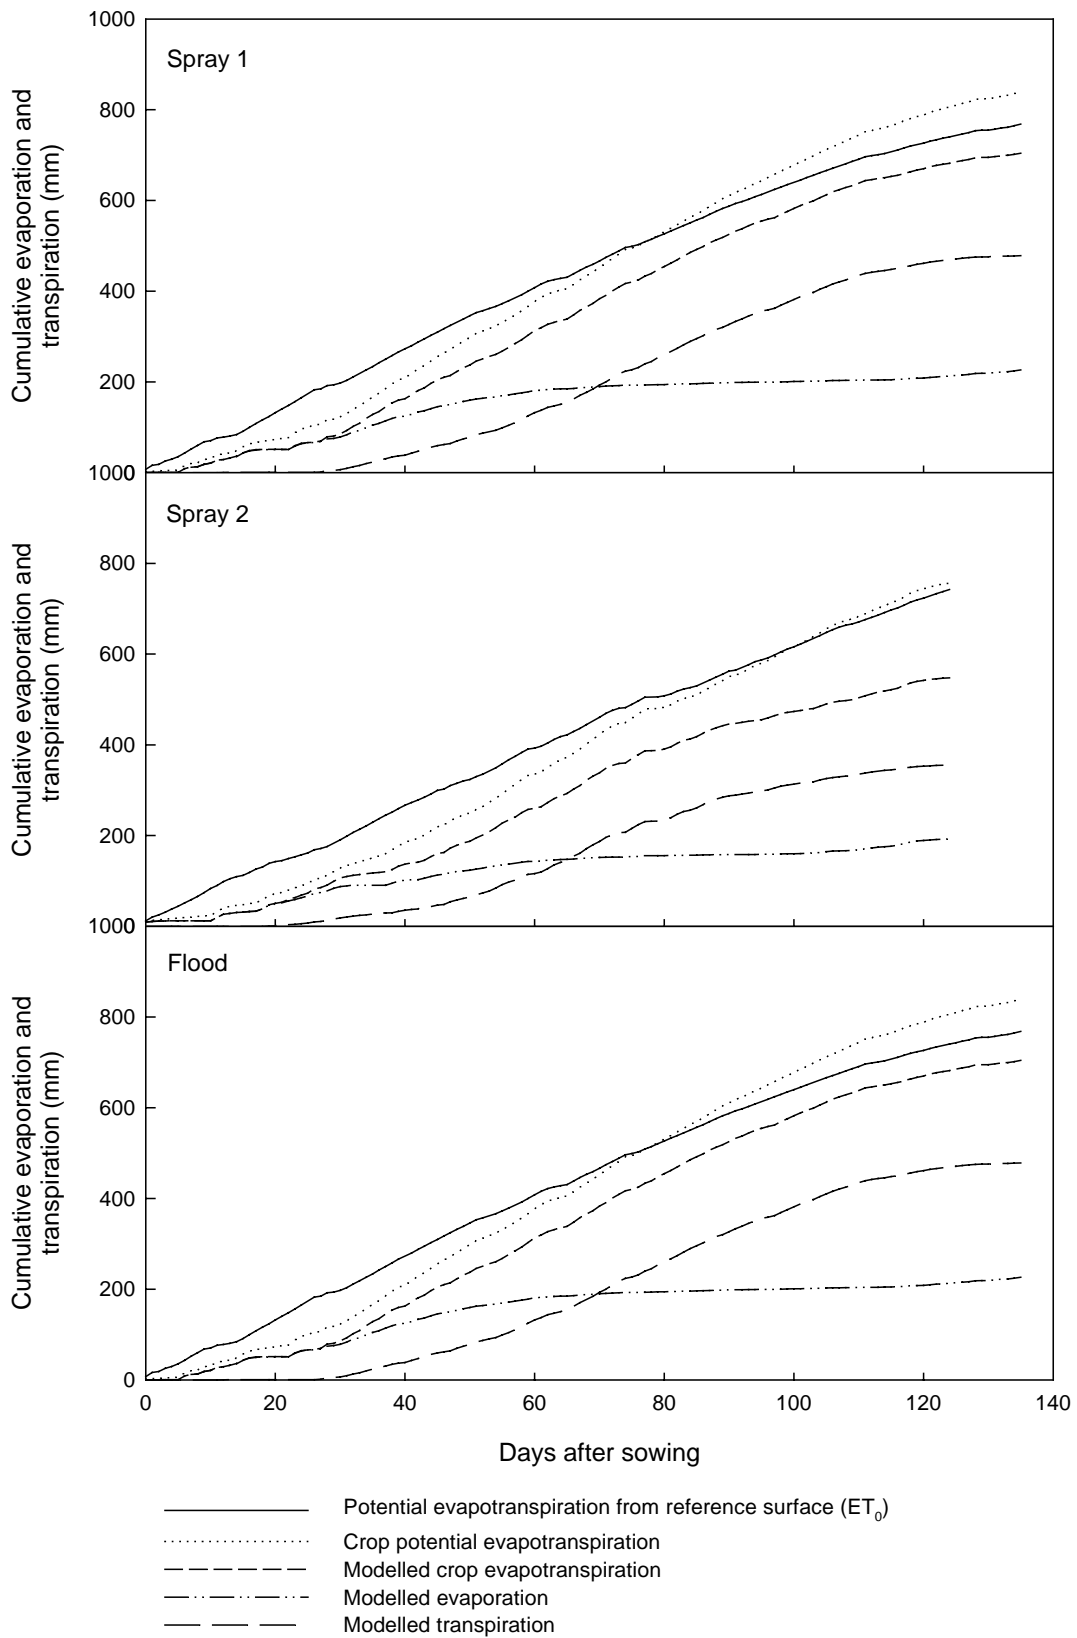 1000
800
600
400
200
0
Cumulative evaporation and
transpiration (mm)
Spray 1
1000
800
600
400
200
0
Cumulative evaporation and
transpiration (mm)
Spray 2
1000
800
600
400
200
0
Cumulative evaporation and
transpiration (mm)
Flood
0 20 40 60 80 100 120 140
Days after sowing
Potential evapotranspiration from reference surface (ET₀)
Crop potential evapotranspiration
Modelled crop evapotranspiration
Modelled evaporation
Modelled transpiration